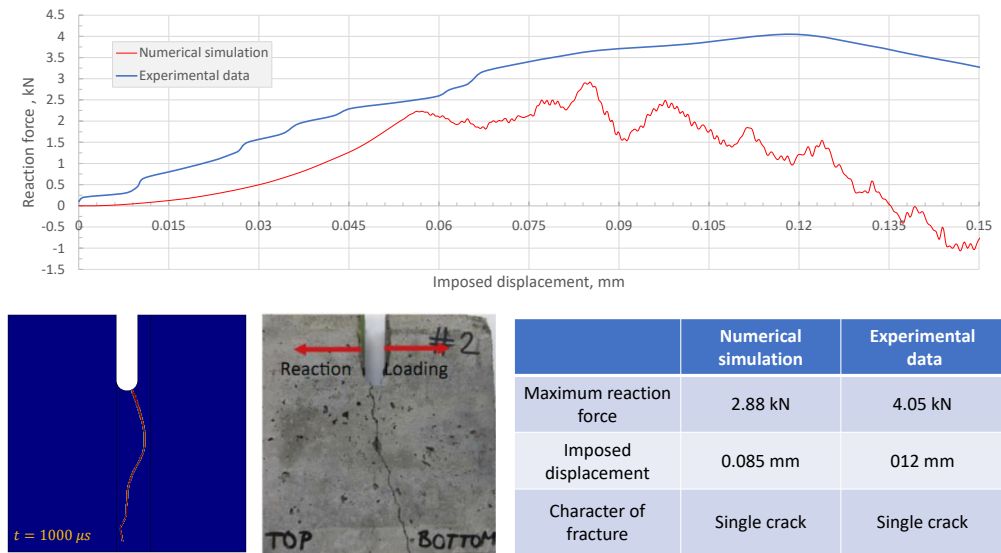 4.5
4
3.5
3
2.5
2
1.5
1
0.5
0
-0.5
-1
-1.5
Reaction force , kN
Numerical simulation
Experimental data
0 0.015 0.03 0.045 0.06 0.075 0.09 0.105 0.12 0.135 0.15
Imposed displacement, mm
t = 1000 μs
#2
Reaction Loading
TOP BOTTOM
Numerical simulation
Experimental data
Maximum reaction force
2.88 kN
4.05 kN
Imposed displacement
0.085 mm
012 mm
Character of fracture
Single crack
Single crack